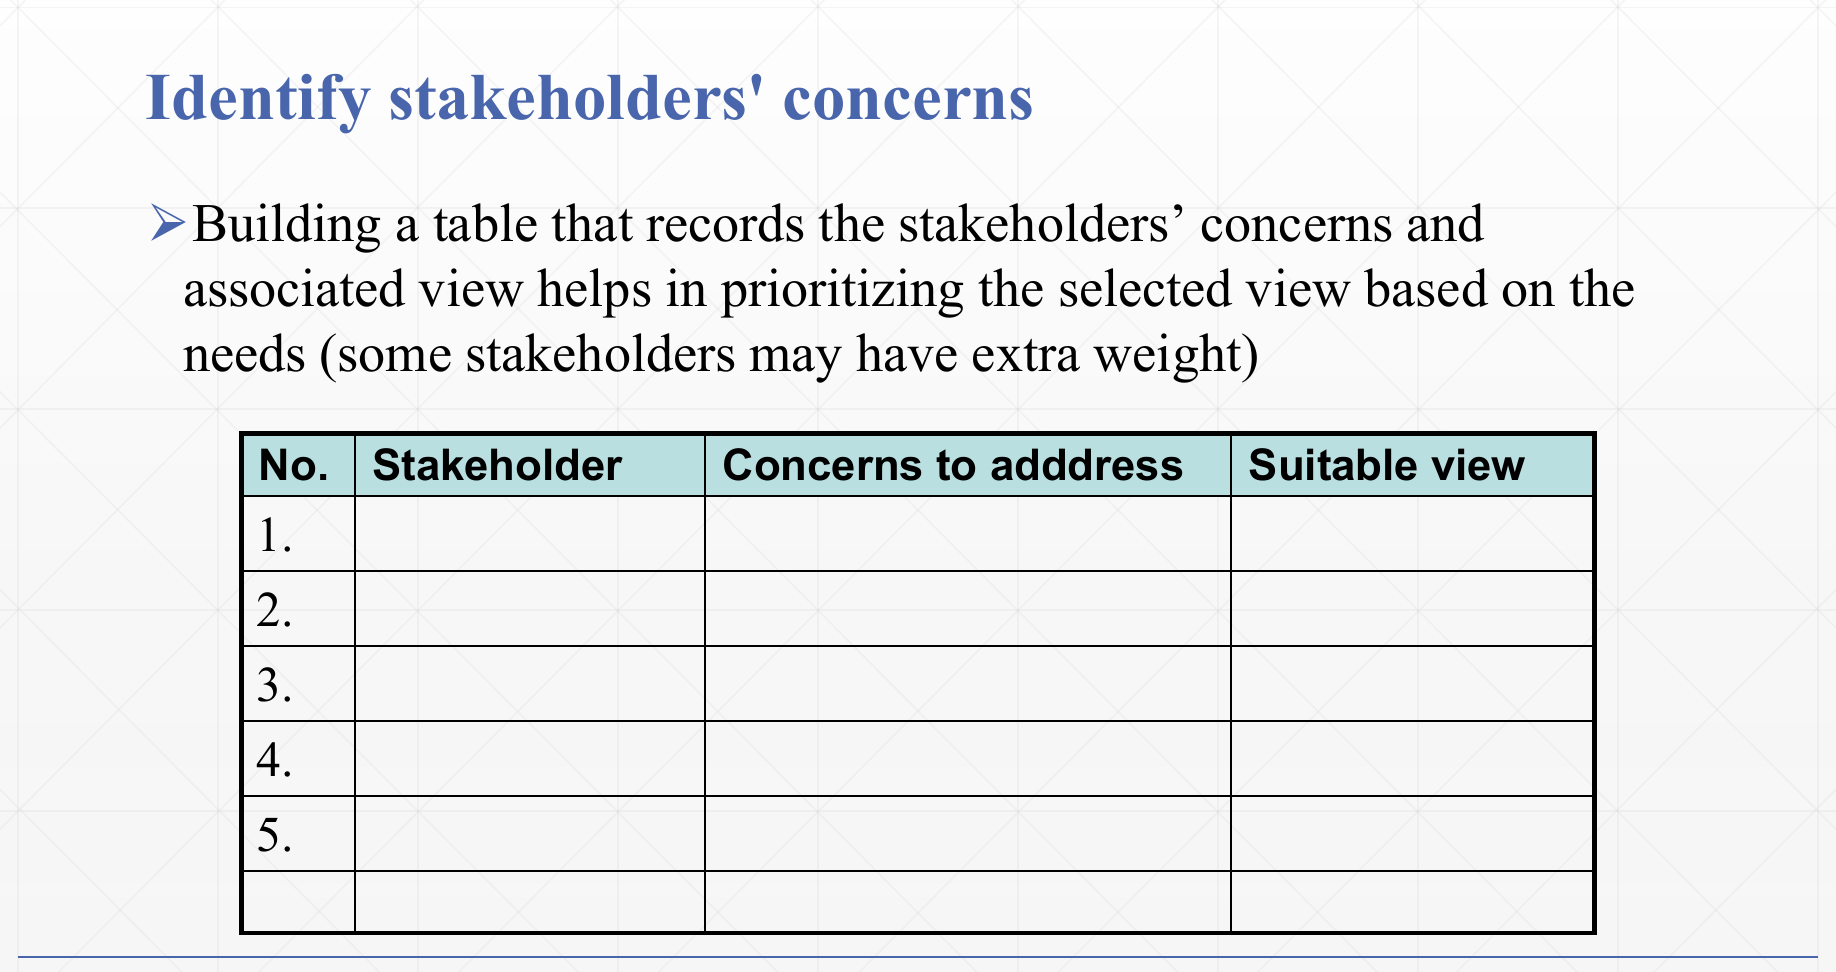 Identify stakeholders' concerns
➢Building a table that records the stakeholders’ concerns and
associated view helps in prioritizing the selected view based on the
needs (some stakeholders may have extra weight)
No. Stakeholder Concerns to adddress Suitable view
1.
2.
3.
4.
5.